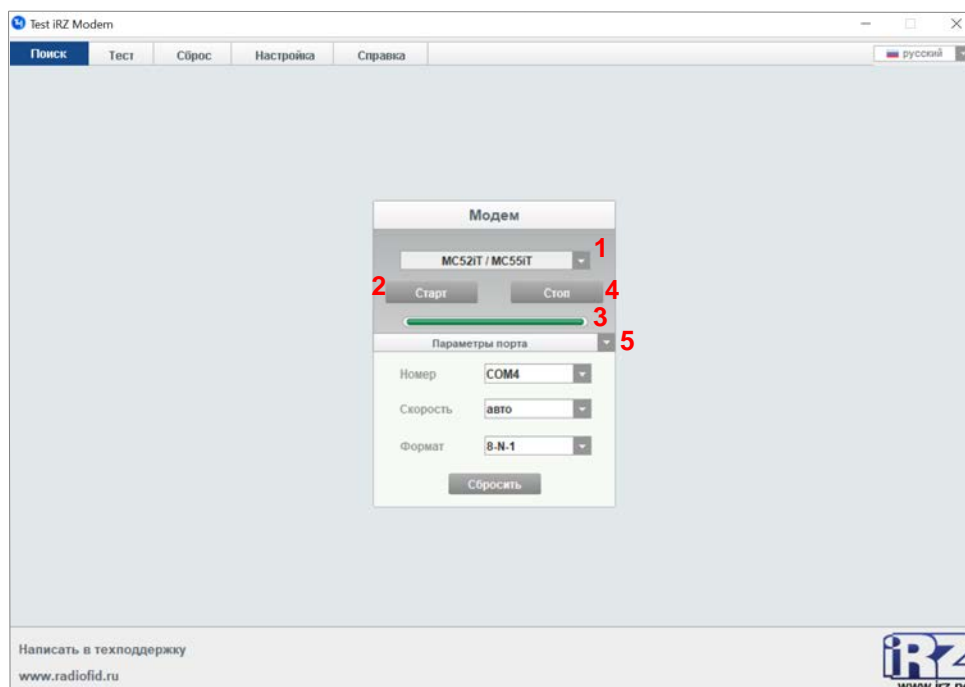 Test iRZ Modem
Поиск Тест Сброс Настройка Справка русский
Модем
MC52iT / MC55iT 1
2 Старт Стоп 4
3
Параметры порта 5
Номер COM4
Скорость авто
Формат 8-N-1
Сбросить
Написать в техподдержку
www.radiofid.ru
iRZ